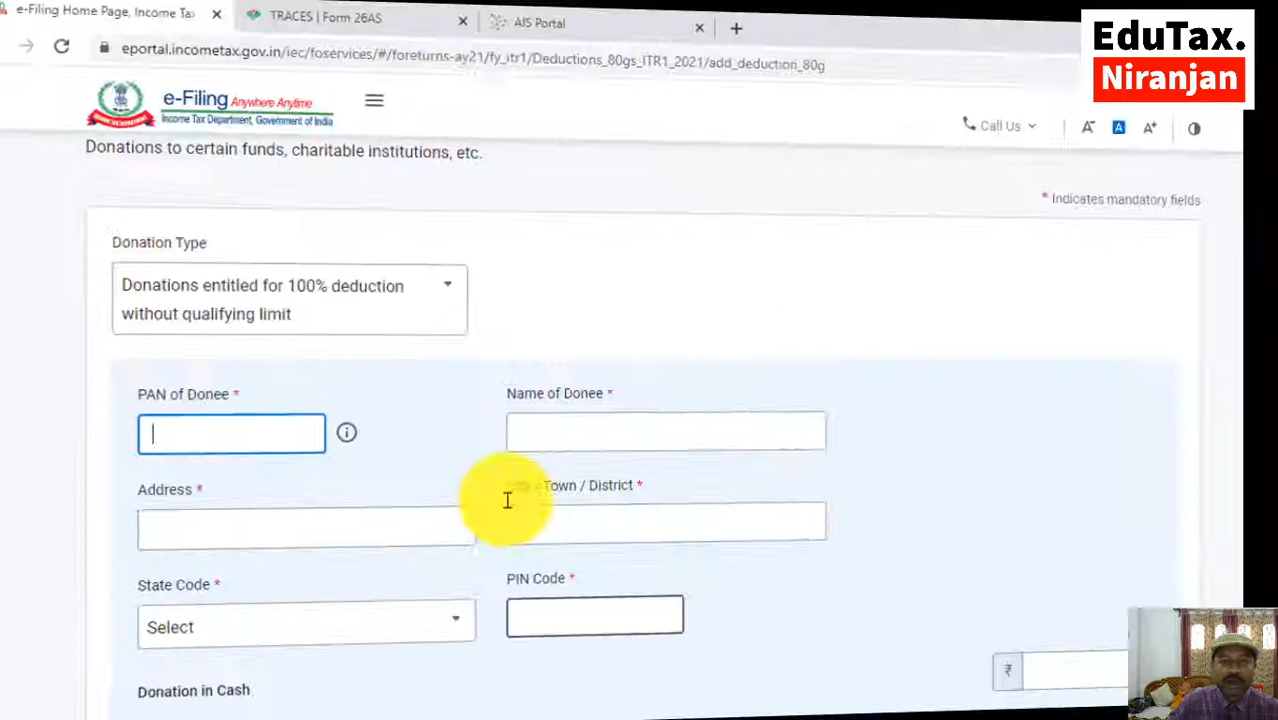 e-Filing Home Page, Income Tax
TRACES | Form 26AS
AIS Portal
eportal.incometax.gov.in/iec/foservices/#/foreturns-ay21/fy_itr1/Deductions_80gs_ITR1_2021/add_deduction_80g
EduTax.
Niranjan
e-Filing Anywhere Anytime
Income Tax Department, Government of India
Call Us
A-
A
A+
Donations to certain funds, charitable institutions, etc.
* Indicates mandatory fields
Donation Type
Donations entitled for 100% deduction
without qualifying limit
PAN of Donee *
Name of Donee *
Address *
Town / District *
State Code *
PIN Code *
Select
Donation in Cash
₹